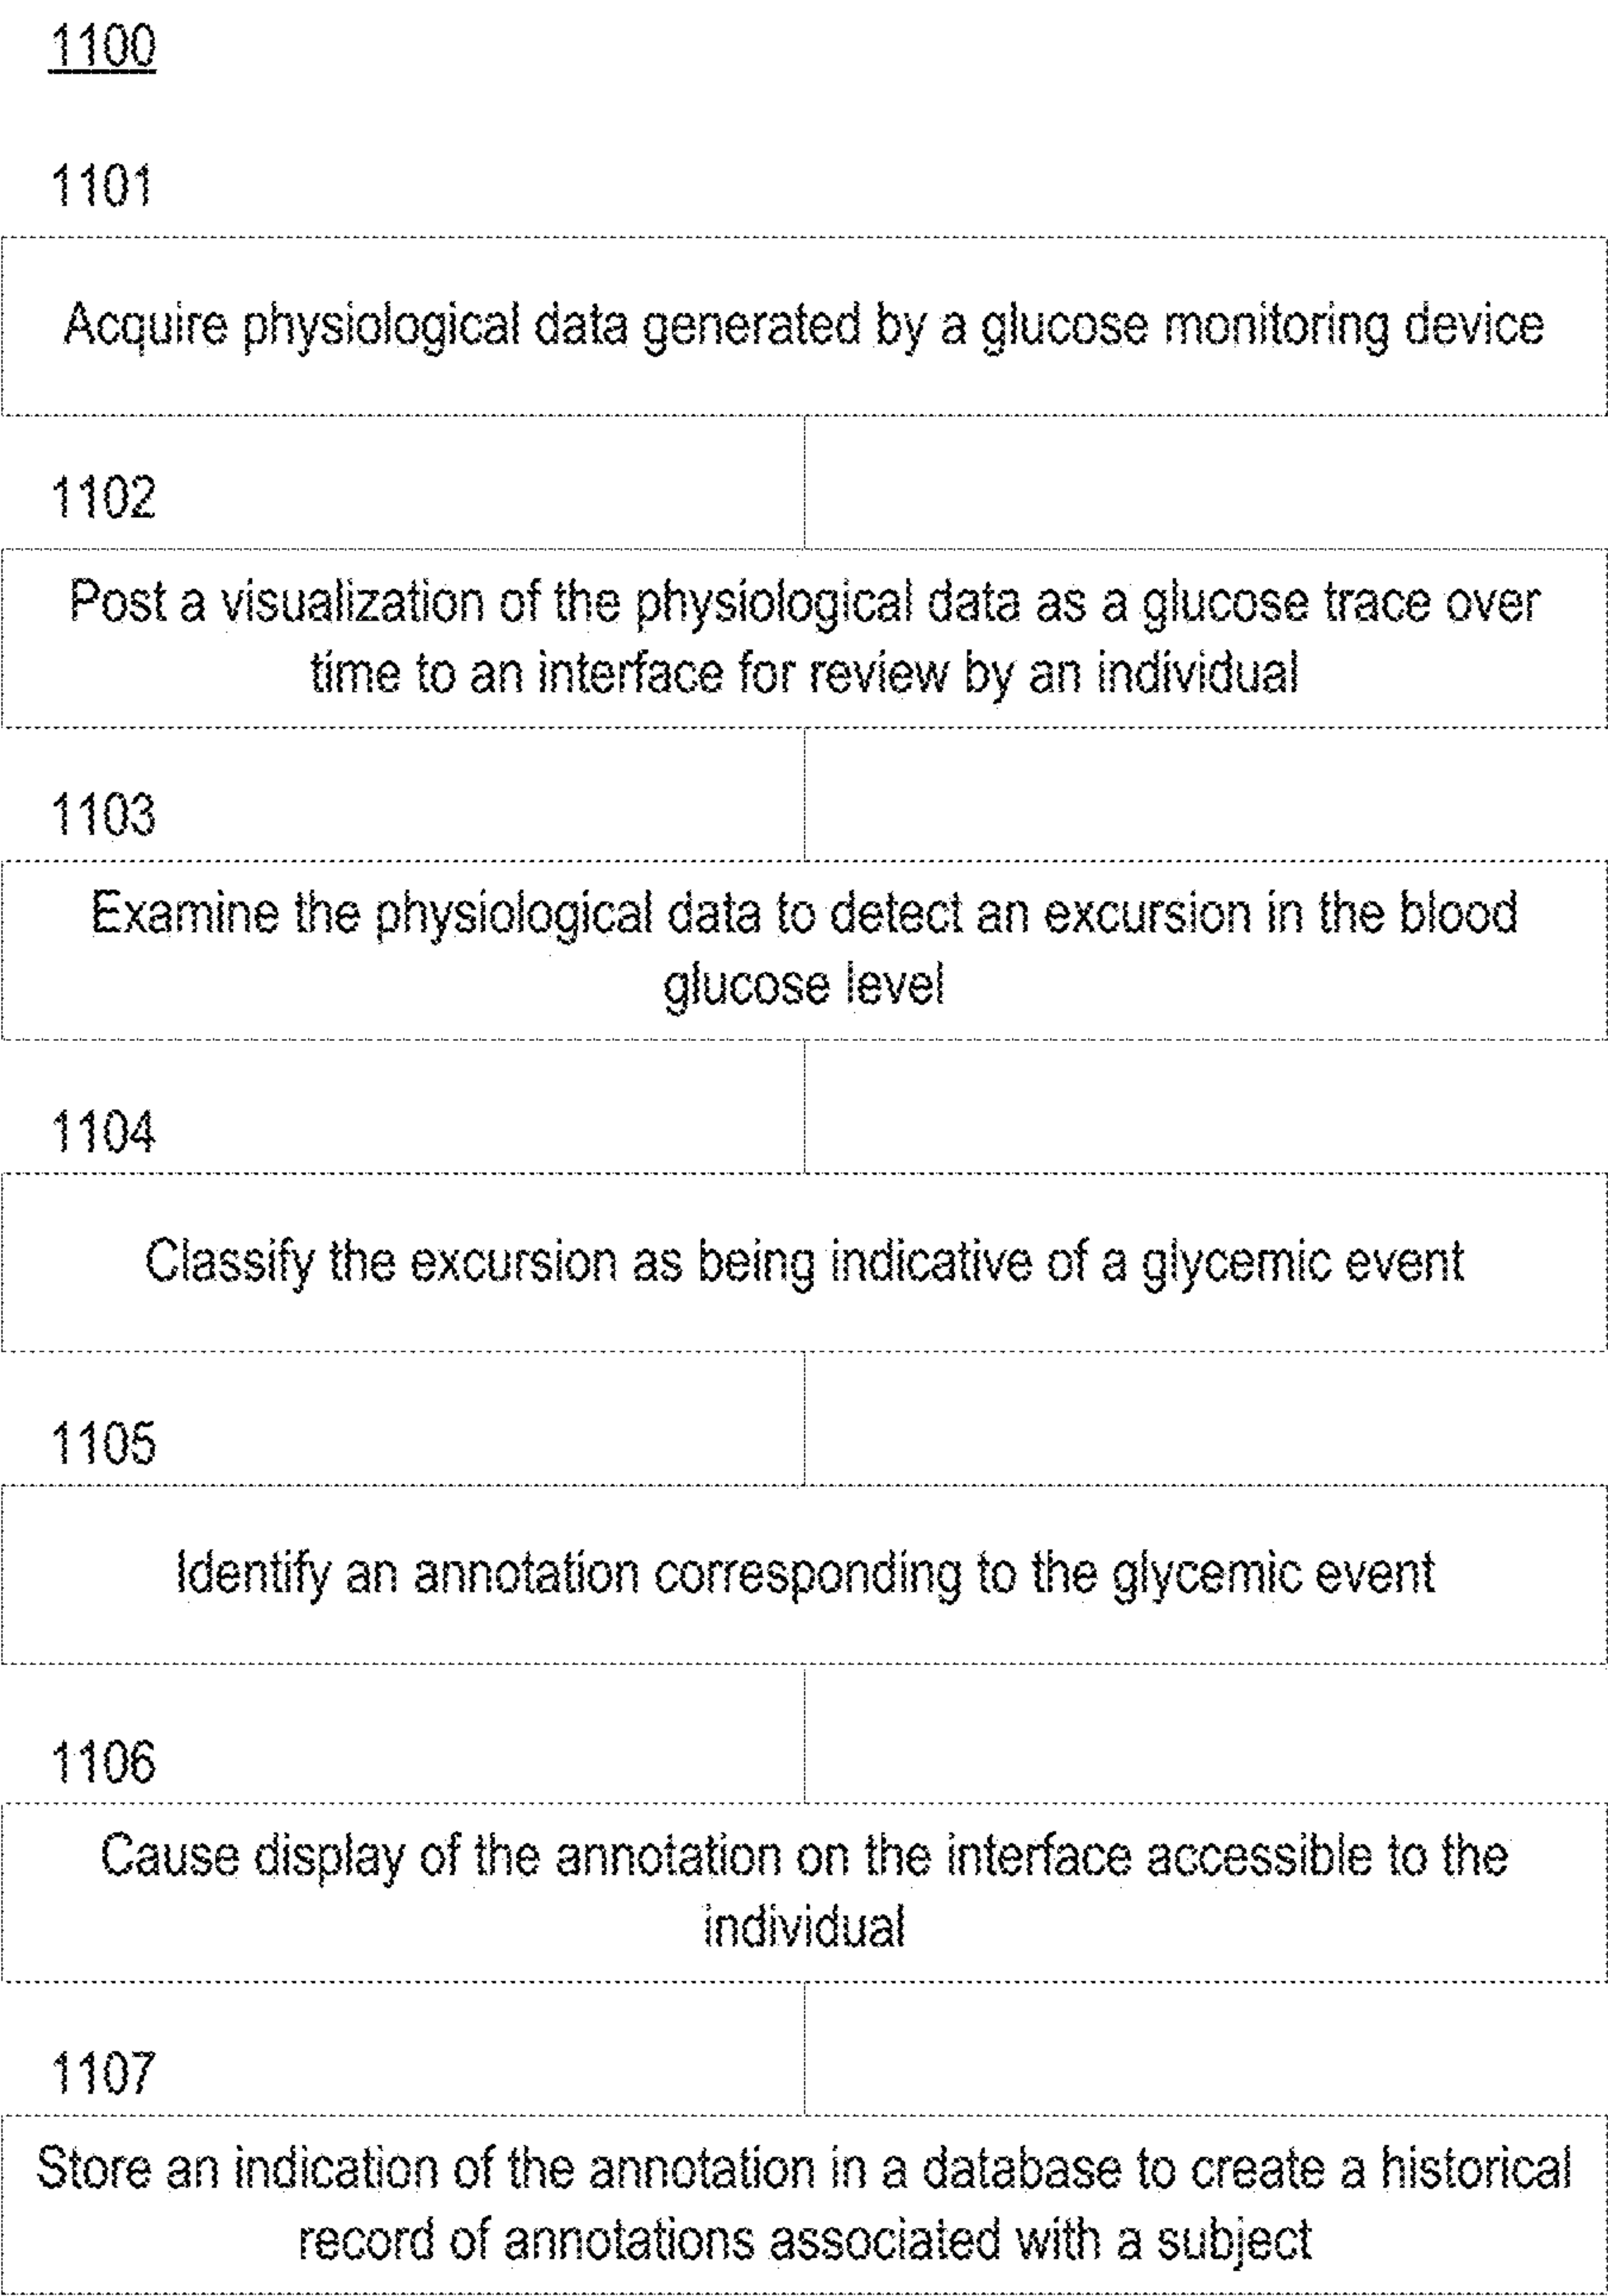 1100
1101
Acquire physiological data generated by a glucose monitoring device
1102
Post a visualization of the physiological data as a glucose trace over
time to an interface for review by an individual
1103
Examine the physiological data to detect an excursion in the blood
glucose level
1104
Classify the excursion as being indicative of a glycemic event
1105
Identify an annotation corresponding to the glycemic event
1106
Cause display of the annotation on the interface accessible to the
individual
1107
Store an indication of the annotation in a database to create a historical
record of annotations associated with a subject